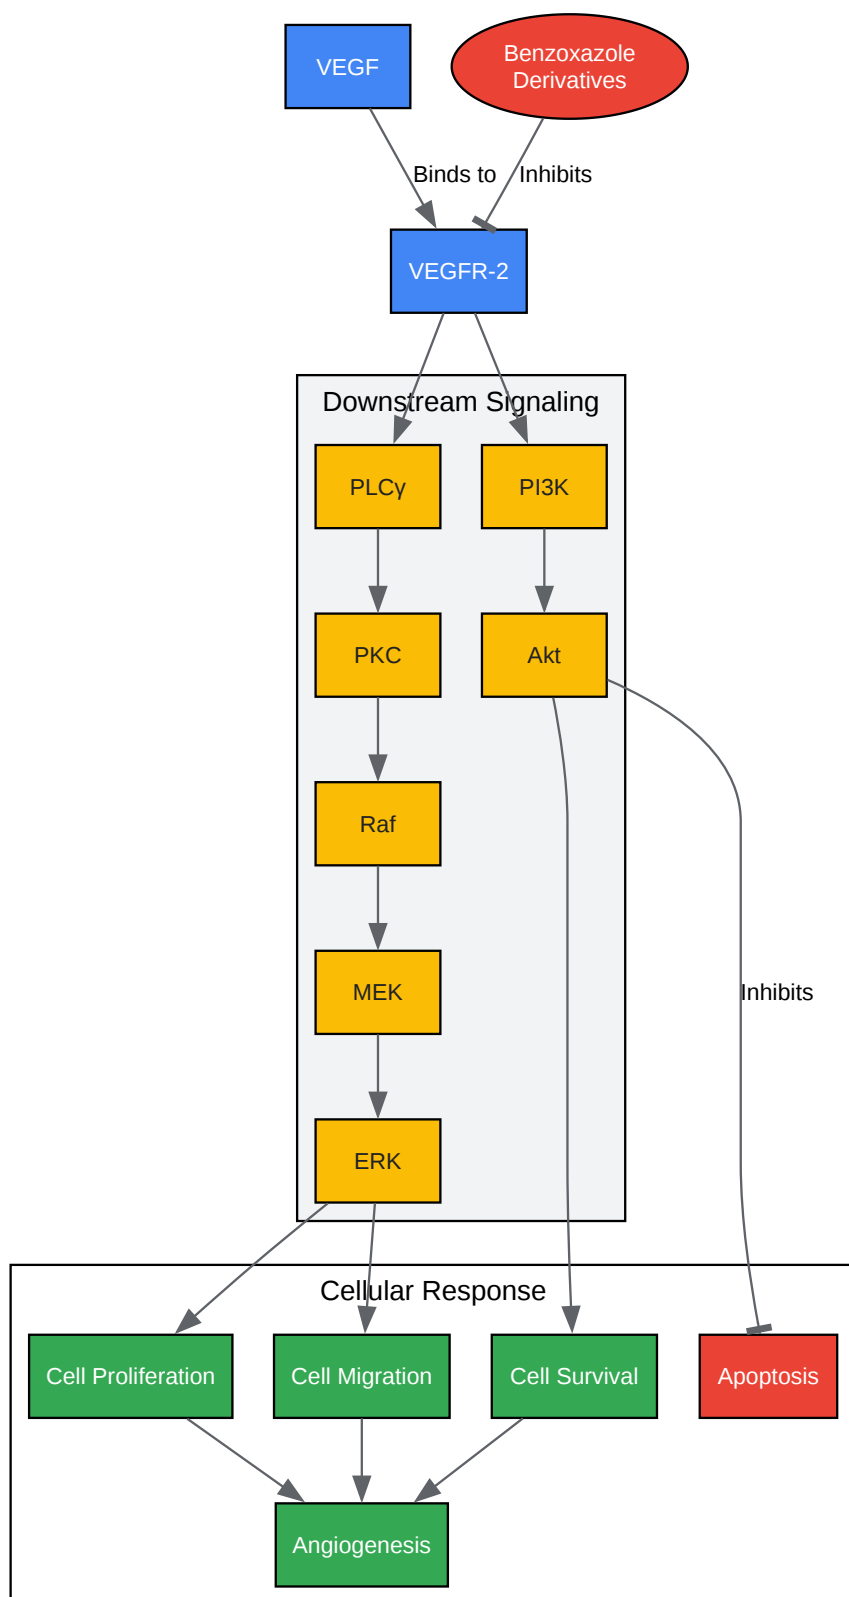 VEGF
Benzoxazole
Derivatives
Binds to
Inhibits
VEGFR-2
Downstream Signaling
PLCγ
PI3K
PKC
Akt
Raf
MEK
Inhibits
ERK
Cellular Response
Cell Proliferation
Cell Migration
Cell Survival
Apoptosis
Angiogenesis